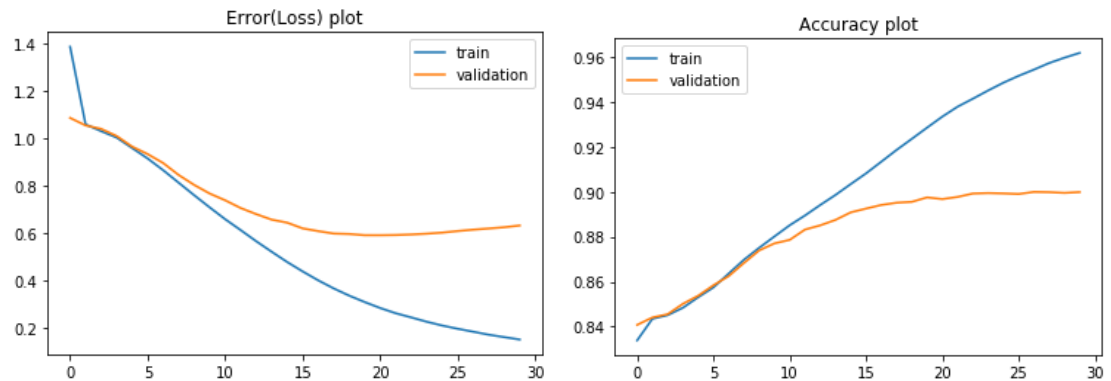 Error(Loss) plot
1.4
1.2
1.0
0.8
0.6
0.4
0.2
train
validation
0 5 10 15 20 25 30
Accuracy plot
0.96
0.94
0.92
0.90
0.88
0.86
0.84
train
validation
0 5 10 15 20 25 30